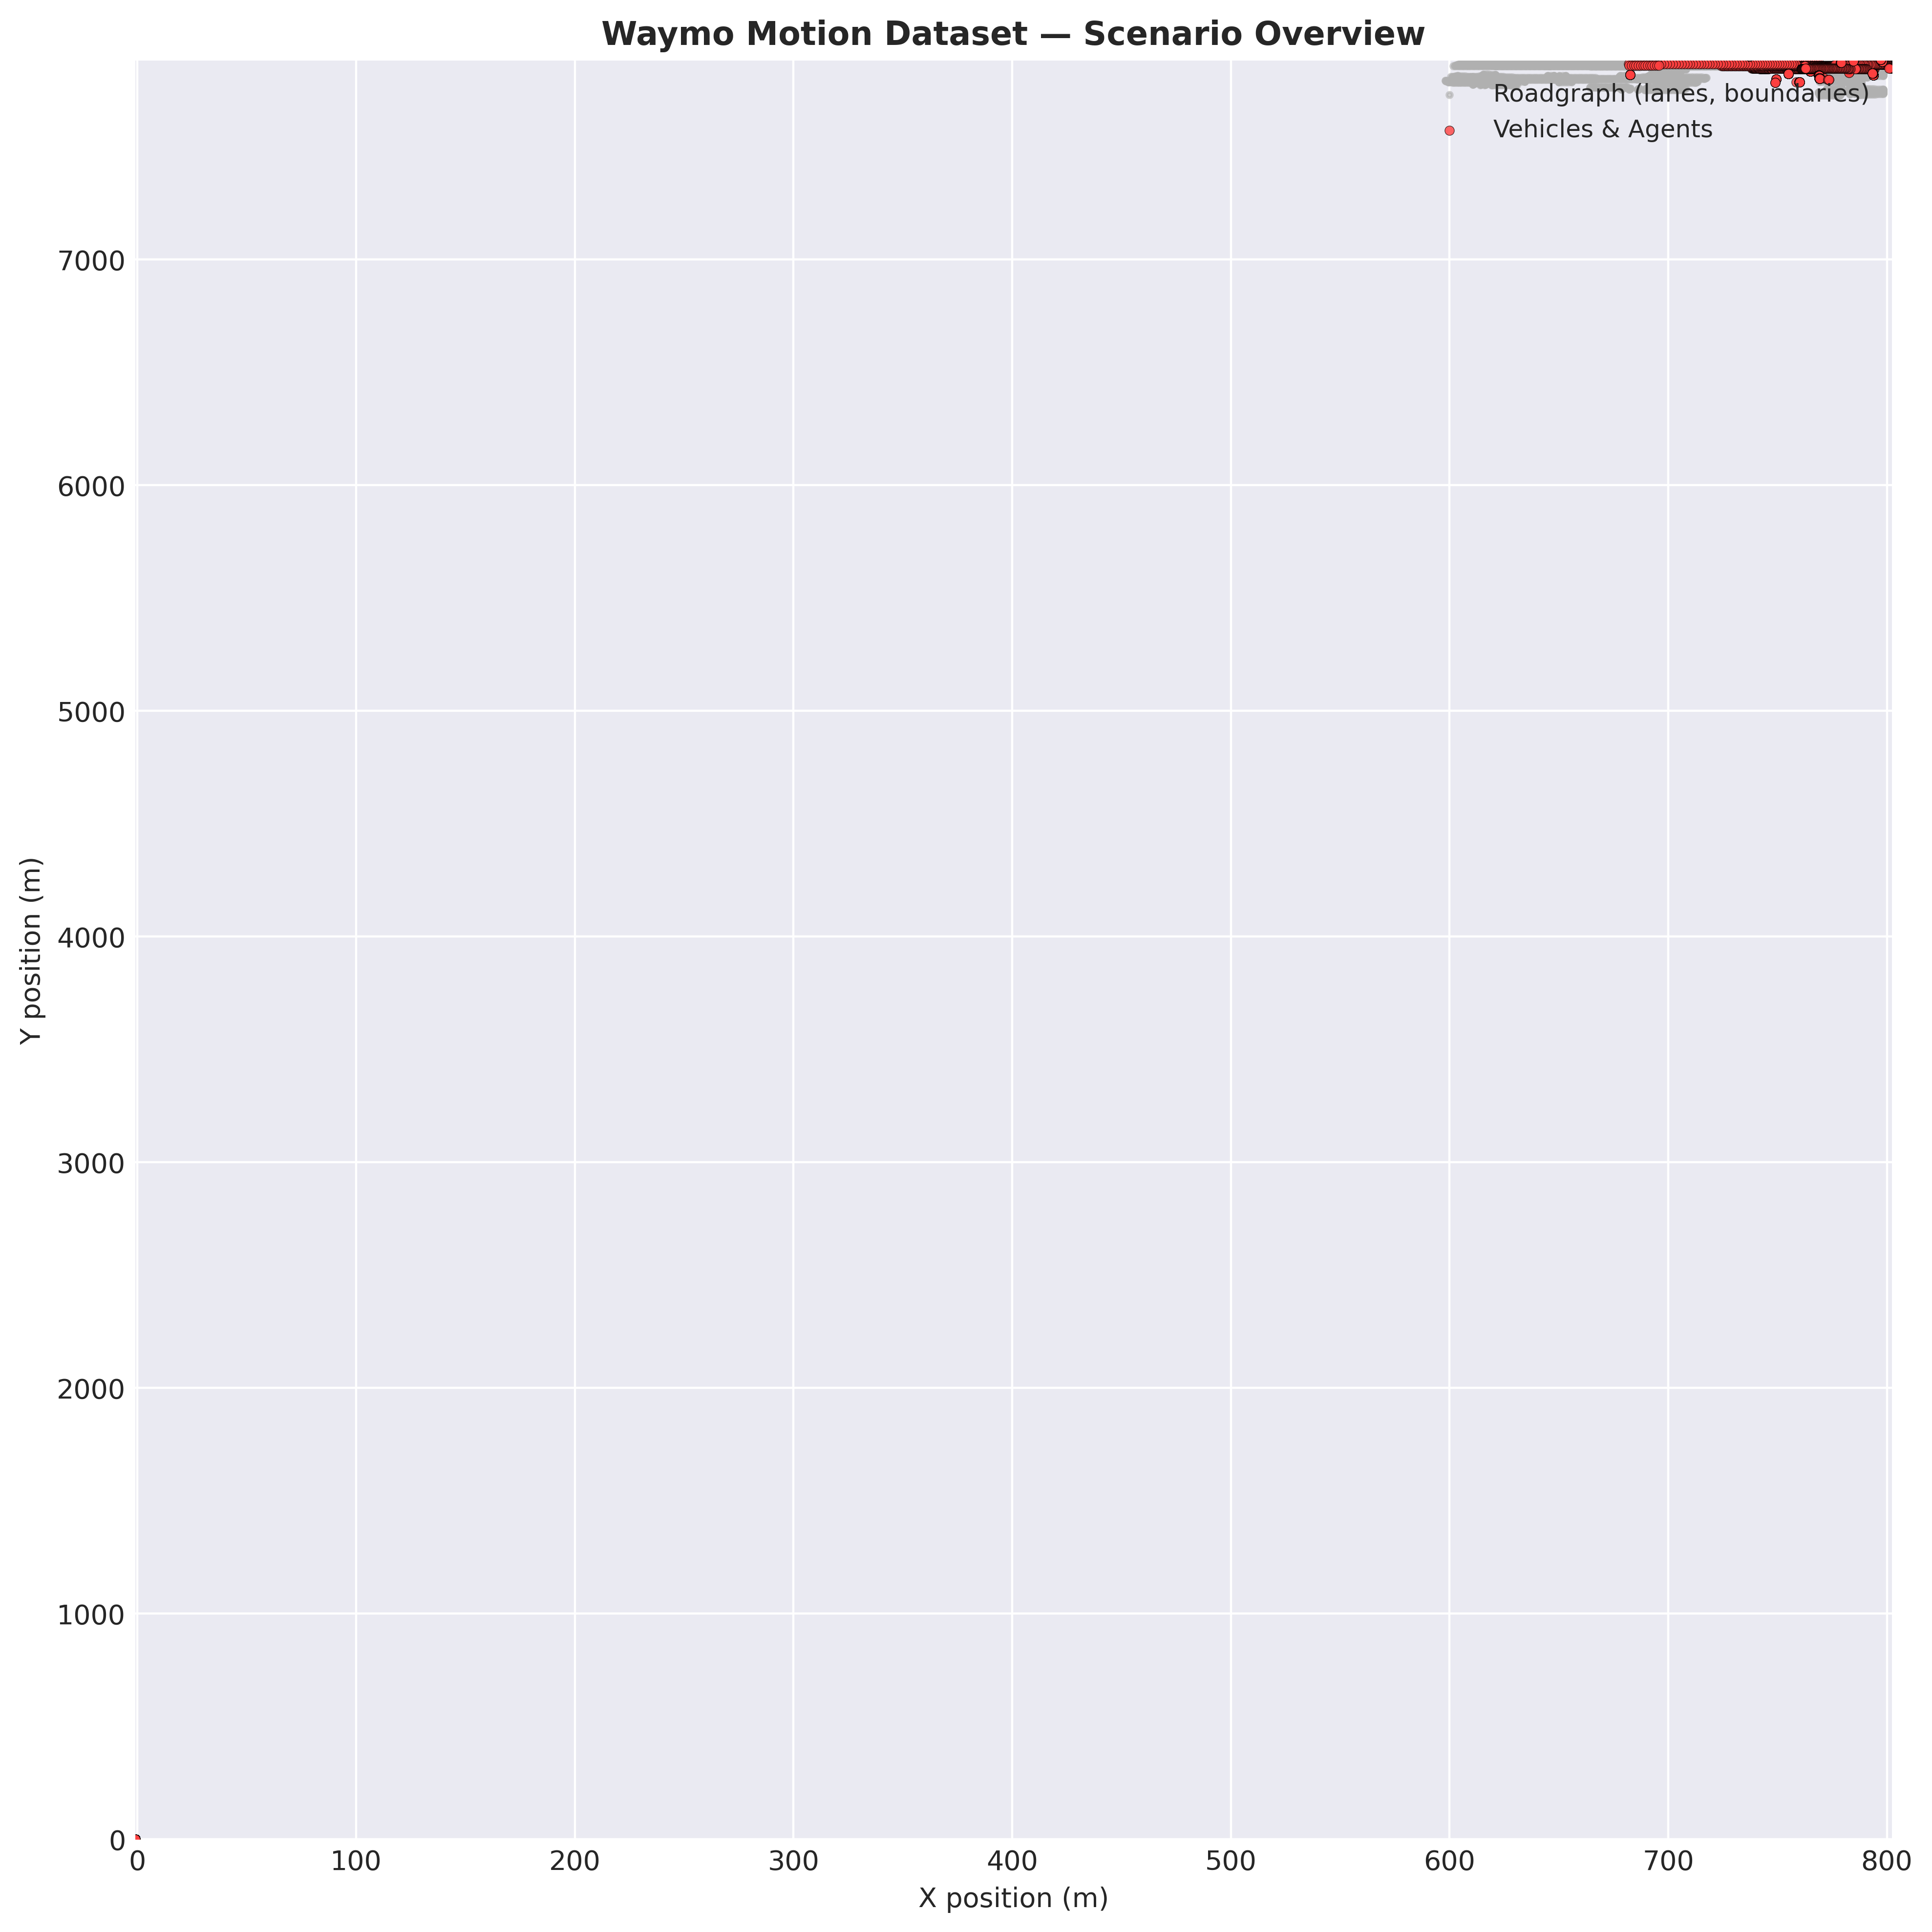 Waymo Motion Dataset — Scenario Overview
Roadgraph (lanes, boundaries)
Vehicles & Agents
7000
6000
5000
4000
3000
2000
1000
0
Y position (m)
0 100 200 300 400 500 600 700 800
X position (m)